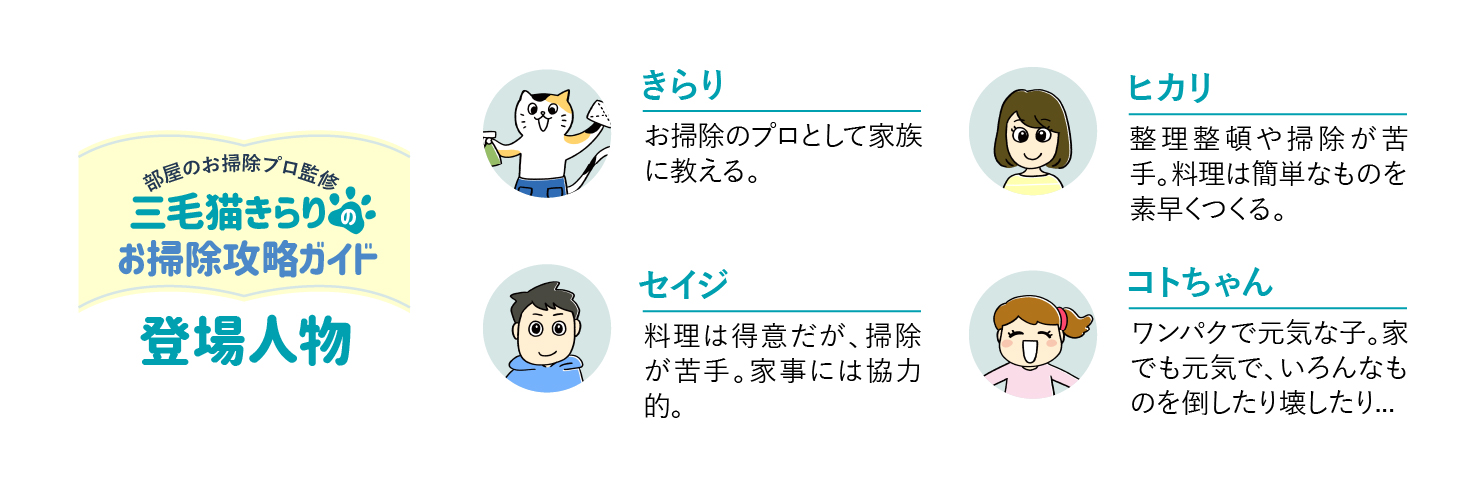 部屋のお掃除プロ監修
三毛猫きらりの
お掃除攻略ガイド
登場人物
きらり
お掃除のプロとして家族
に教える。
ヒカリ
整理整頓や掃除が苦
手。料理は簡単なものを
素早くつくる。
セイジ
料理は得意だが、掃除
が苦手。家事には協力
的。
コトちゃん
ワンパクで元気な子。家
でも元気で、いろんなも
のを倒したり壊したり...